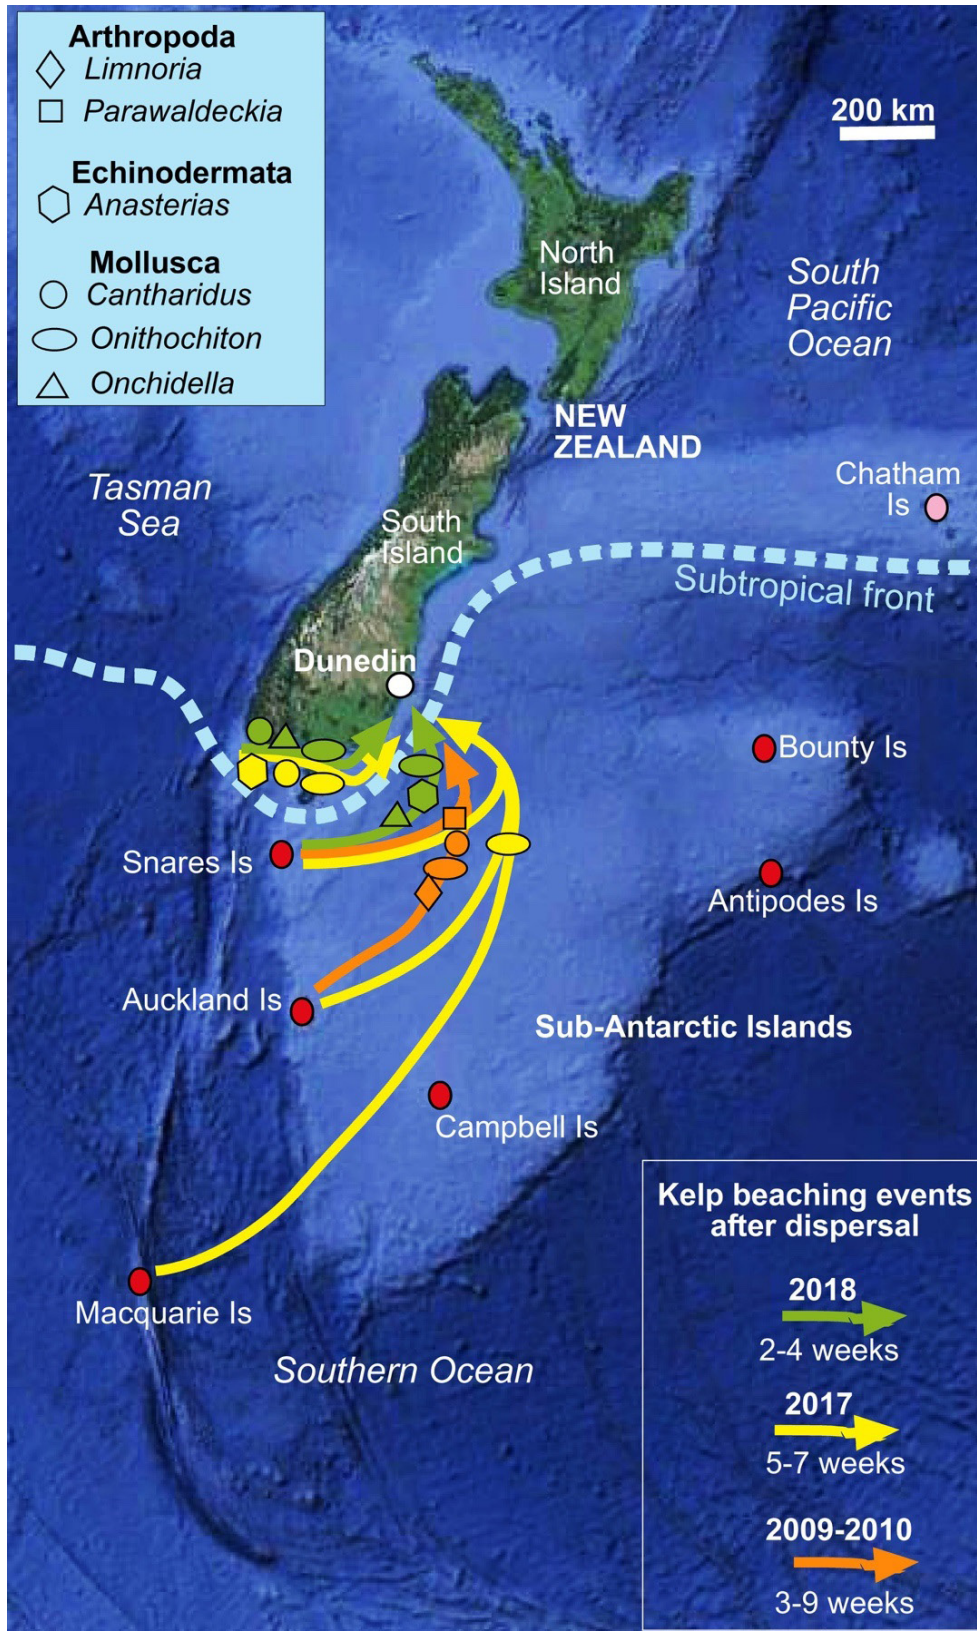 Arthropoda
Limnoria
Parawaldeckia
Echinodermata
Anasterias
Mollusca
Cantharidus
Onithochiton
Onchidella
200 km
North
Island
South
Pacific
Ocean
NEW
ZEALAND
Chatham
Is
Tasman
Sea
South
Island
Subtropical front
Dunedin
Bounty Is
Snares Is
Antipodes Is
Auckland Is
Sub-Antarctic Islands
Campbell Is
Macquarie Is
Southern Ocean
Kelp beaching events
after dispersal
2018
2-4 weeks
2017
5-7 weeks
2009-2010
3-9 weeks